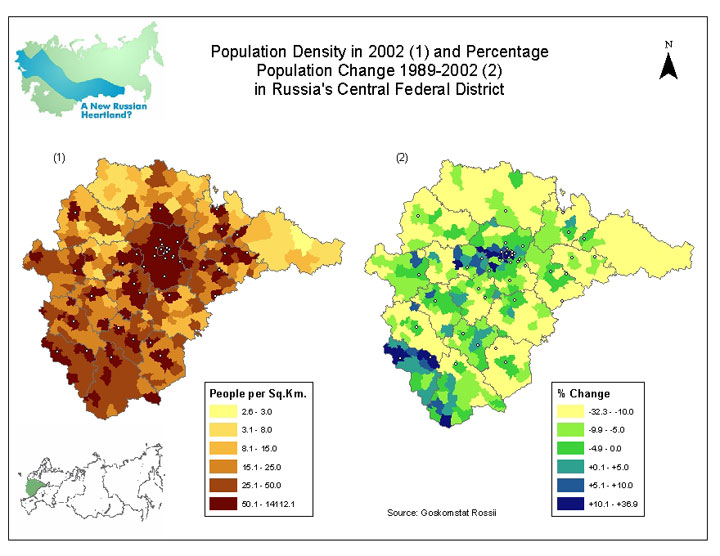 Population Density in 2002 (1) and Percentage
Population Change 1989-2002 (2)
in Russia's Central Federal District
N
A New Russian
Heartland?
(1)
(2)
People per Sq.Km.
2.6 - 3.0
3.1 - 8.0
8.1 - 15.0
15.1 - 25.0
25.1 - 50.0
50.1 - 14112.1
% Change
-32.3 - -10.0
-9.9 - -5.0
-4.9 - 0.0
+0.1 - +5.0
+5.1 - +10.0
+10.1 - +36.9
Source: Goskomstat Rossii